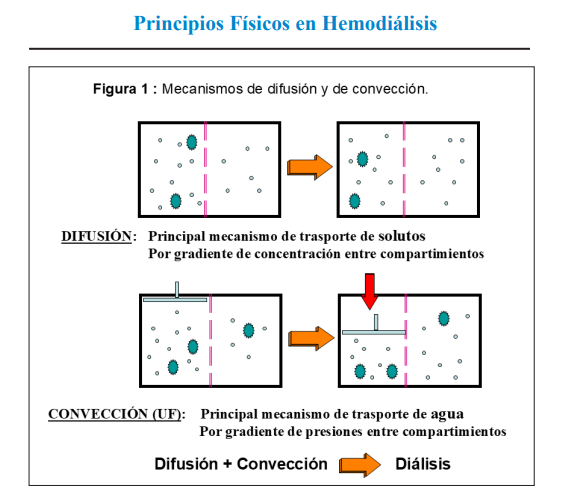 Principios Físicos en Hemodiálisis
Figura 1 : Mecanismos de difusión y de convección.
DIFUSIÓN: Principal mecanismo de trasporte de solutos
Por gradiente de concentración entre compartimientos
CONVECCIÓN (UF): Principal mecanismo de trasporte de agua
Por gradiente de presiones entre compartimientos
Difusión + Convección Diálisis